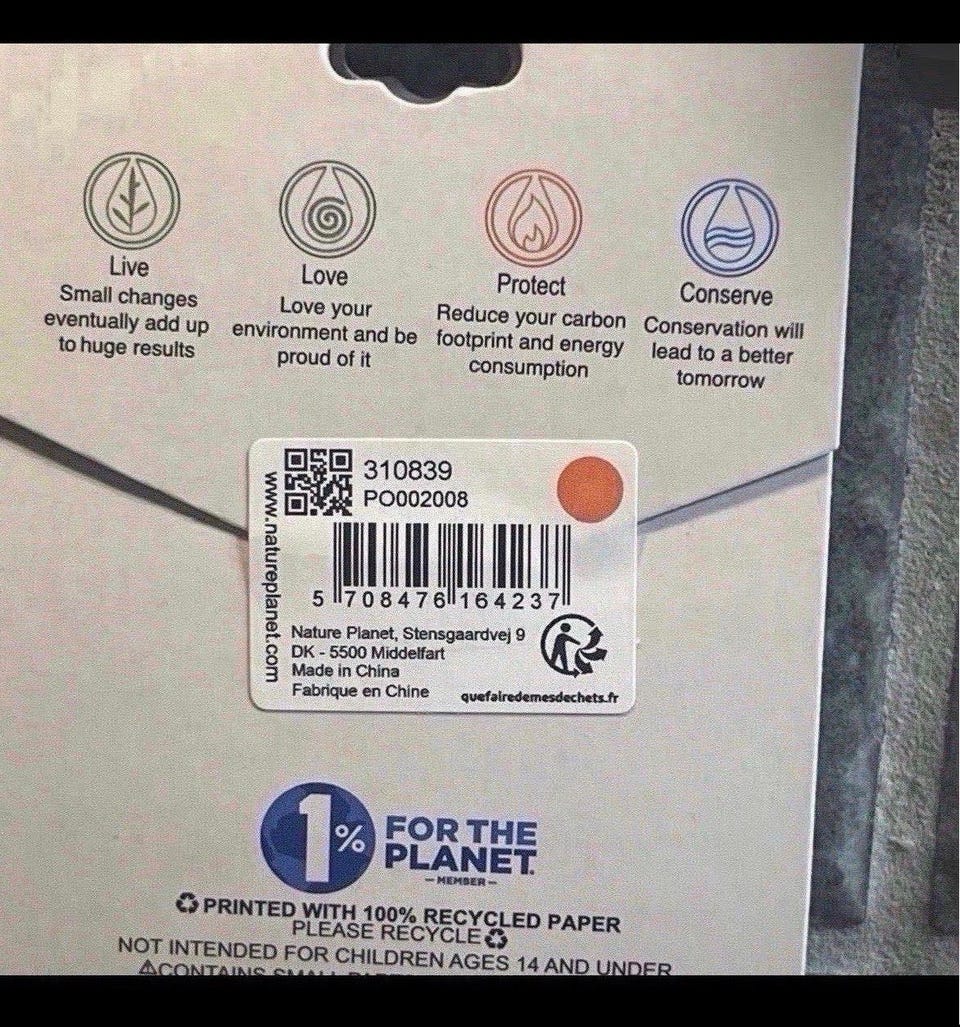 Live
Small changes
eventually add up
to huge results
Love
Love your
environment and be
proud of it
Protect
Reduce your carbon
footprint and energy
consumption
Conserve
Conservation will
lead to a better
tomorrow
www.natureplanet.com
310839
PO002008
5 708476 164237
Nature Planet, Stensgaardvej 9
DK - 5500 Middelfart
Made in China
Fabrique en Chine
quefairedemesdechets.fr
1%
FOR THE
PLANET.
MEMBER
PRINTED WITH 100% RECYCLED PAPER
PLEASE RECYCLE
NOT INTENDED FOR CHILDREN AGES 14 AND UNDER
CONTAINS SMALL